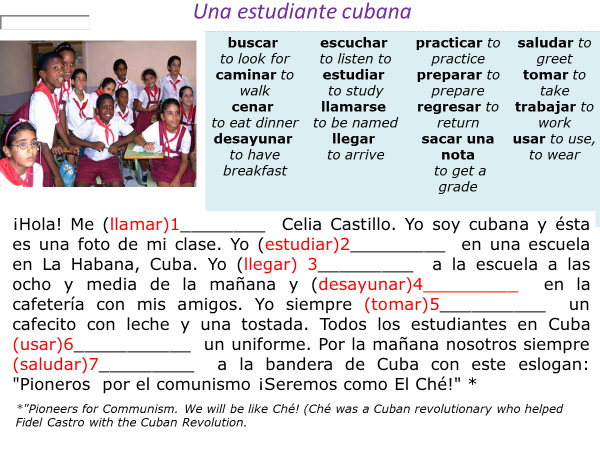 Una estudiante cubana
buscar
to look for
caminar to
walk
cenar
to eat dinner
desayunar
to have
breakfast
escuchar
to listen to
estudiar
to study
llamarse
to be named
llegar
to arrive
practicar to
practice
preparar to
prepare
regresar to
return
sacar una
nota
to get a
grade
saludar to
greet
tomar to
take
trabajar to
work
usar to use,
to wear
¡Hola! Me (llamar)1________ Celia Castillo. Yo soy cubana y ésta
es una foto de mi clase. Yo (estudiar)2_________ en una escuela
en La Habana, Cuba. Yo (llegar) 3_________ a la escuela a las
ocho y media de la mañana y (desayunar)4_________ en la
cafetería con mis amigos. Yo siempre (tomar)5__________ un
cafecito con leche y una tostada. Todos los estudiantes en Cuba
(usar)6___________ un uniforme. Por la mañana nosotros siempre
(saludar)7_________ a la bandera de Cuba con este eslogan:
"Pioneros por el comunismo ¡Seremos como El Ché!" *
*"Pioneers for Communism. We will be like Ché! (Ché was a Cuban revolutionary who helped
Fidel Castro with the Cuban Revolution.